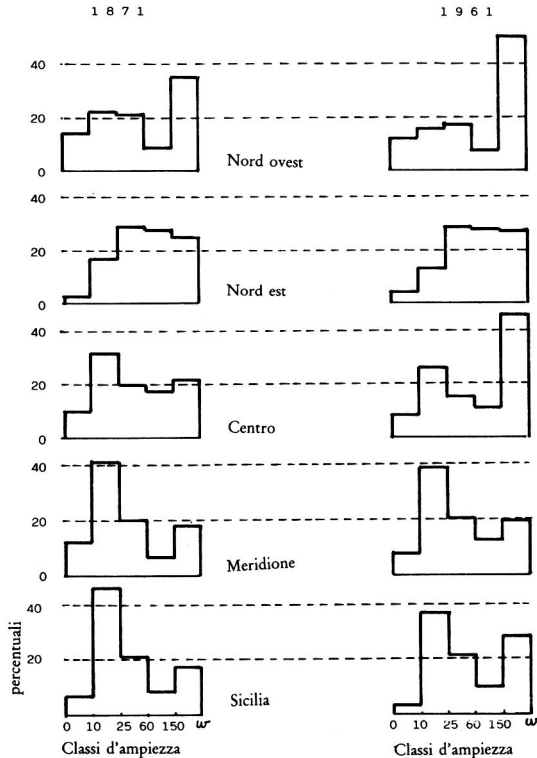 1 8 7 1
1 9 6 1
40
20
0
Nord ovest
40
20
0
Nord est
40
20
0
Centro
40
20
0
Meridione
40
20
percentuali
Sicilia
0 10 25 60 150 ω
0 10 25 60 150 ω
Classi d'ampiezza
Classi d'ampiezza